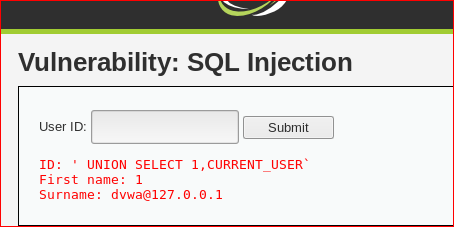 Vulnerability: SQL Injection
User ID:
Submit
ID: ' UNION SELECT 1,CURRENT_USER`
First name: 1
Surname: dvwa@127.0.0.1